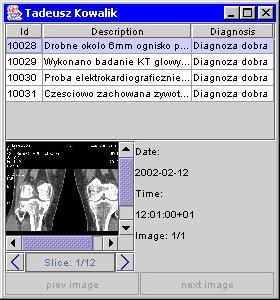 Tadeusz Kowalik
Id Description Diagnosis
10028 Drobne okolo 6mm ognisko p... Diagnoza dobra
10029 Wykonano badanie KT glowy... Diagnoza dobra
10030 Proba elektrokardiograficznie... Diagnoza dobra
10031 Czesciowo zachowana zywot... Diagnoza dobra
Date:
2002-02-12
Time:
12:01:00+01
Image: 1/1
Slice: 1/12
prev image next image